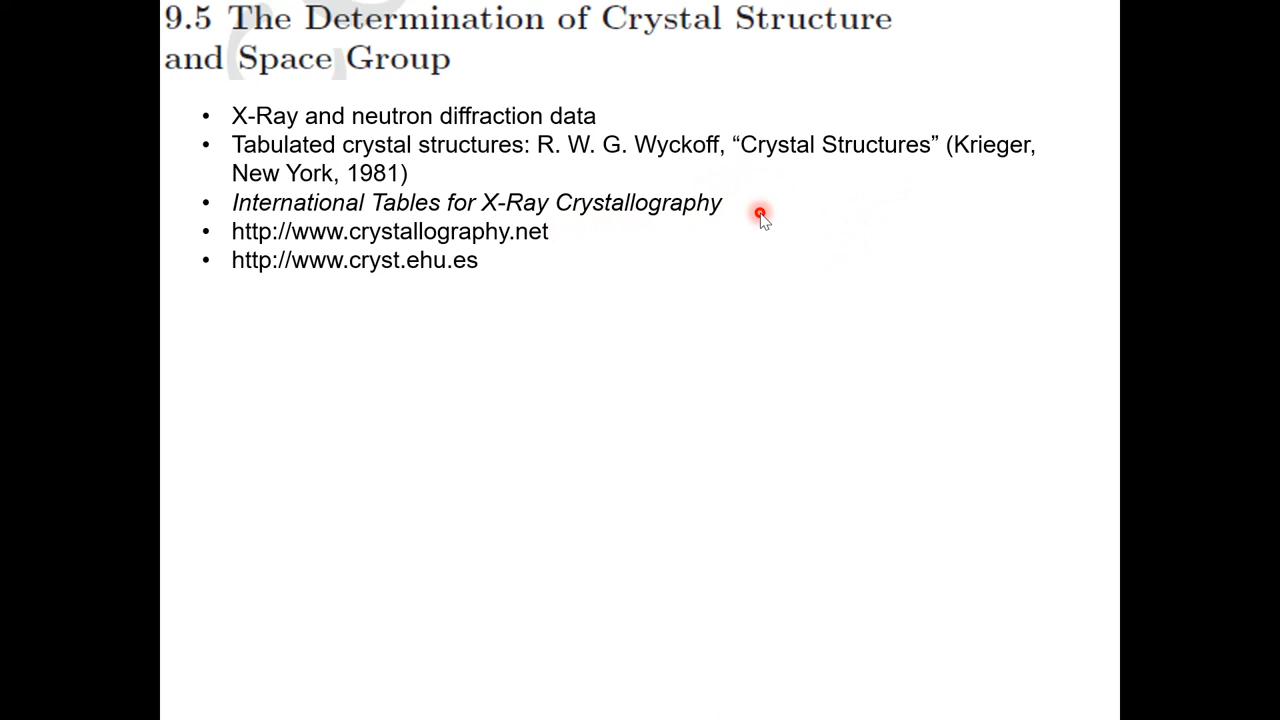 9.5 The Determination of Crystal Structure
and Space Group
• X-Ray and neutron diffraction data
• Tabulated crystal structures: R. W. G. Wyckoff, “Crystal Structures” (Krieger,
New York, 1981)
• International Tables for X-Ray Crystallography
• http://www.crystallography.net
• http://www.cryst.ehu.es